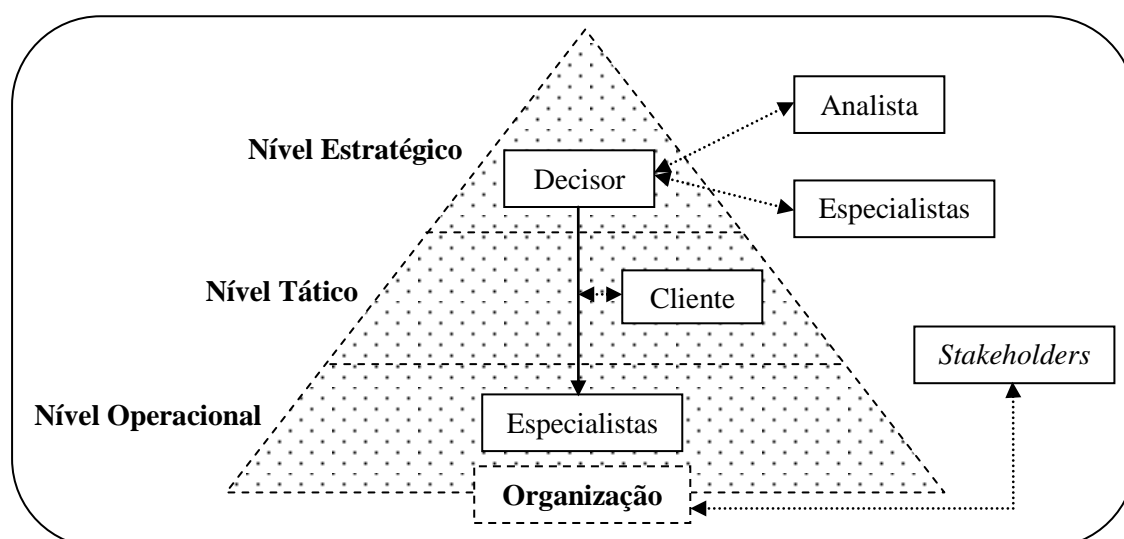 Analista
Nível Estratégico
Decisor
Especialistas
Nível Tático
Cliente
Stakeholders
Nível Operacional
Especialistas
Organização